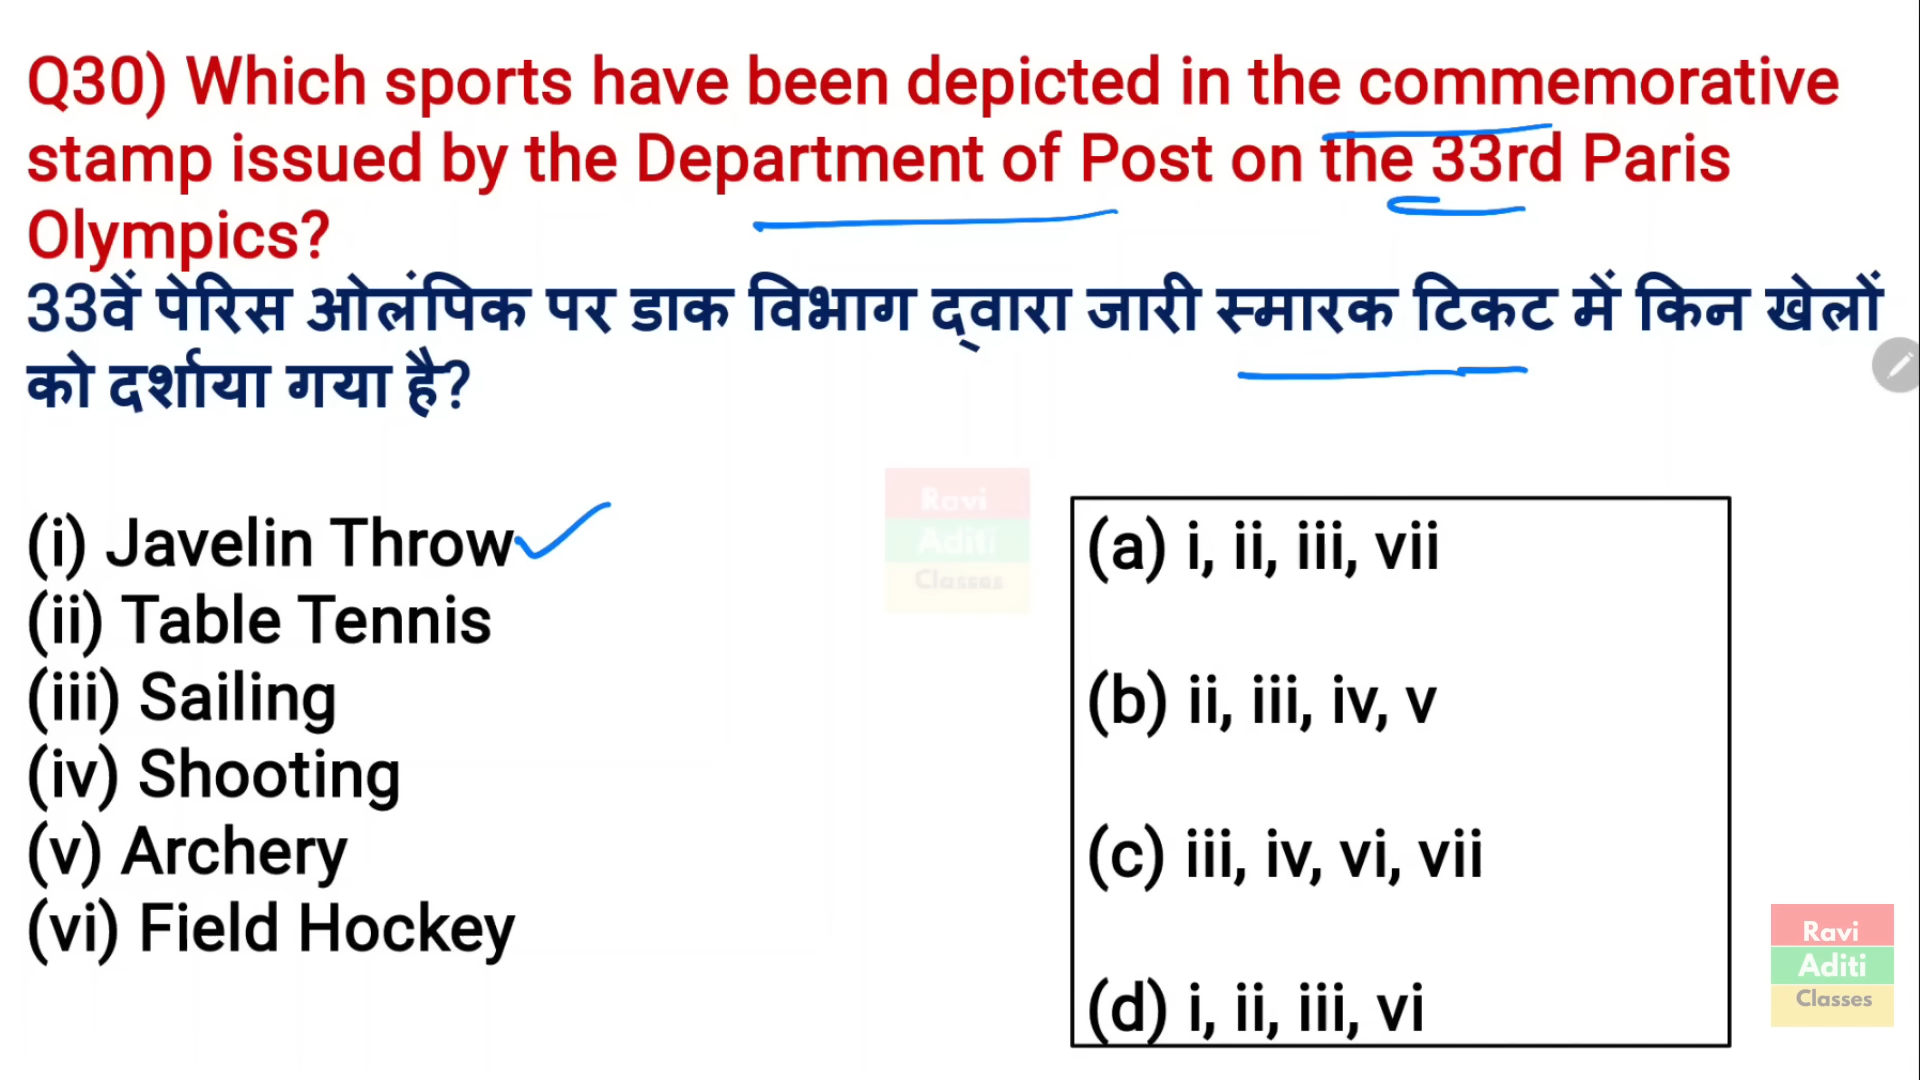 Q30) Which sports have been depicted in the commemorative
stamp issued by the Department of Post on the 33rd Paris
Olympics?
33वें पेरिस ओलंपिक पर डाक विभाग द्वारा जारी स्मारक टिकट में किन खेलों
को दर्शाया गया है?
(i) Javelin Throw
(ii) Table Tennis
(iii) Sailing
(iv) Shooting
(v) Archery
(vi) Field Hockey
(a) i, ii, iii, vii
(b) ii, iii, iv, v
(c) iii, iv, vi, vii
(d) i, ii, iii, vi
Ravi
Aditi
Classes
Ravi
Aditi
Classes